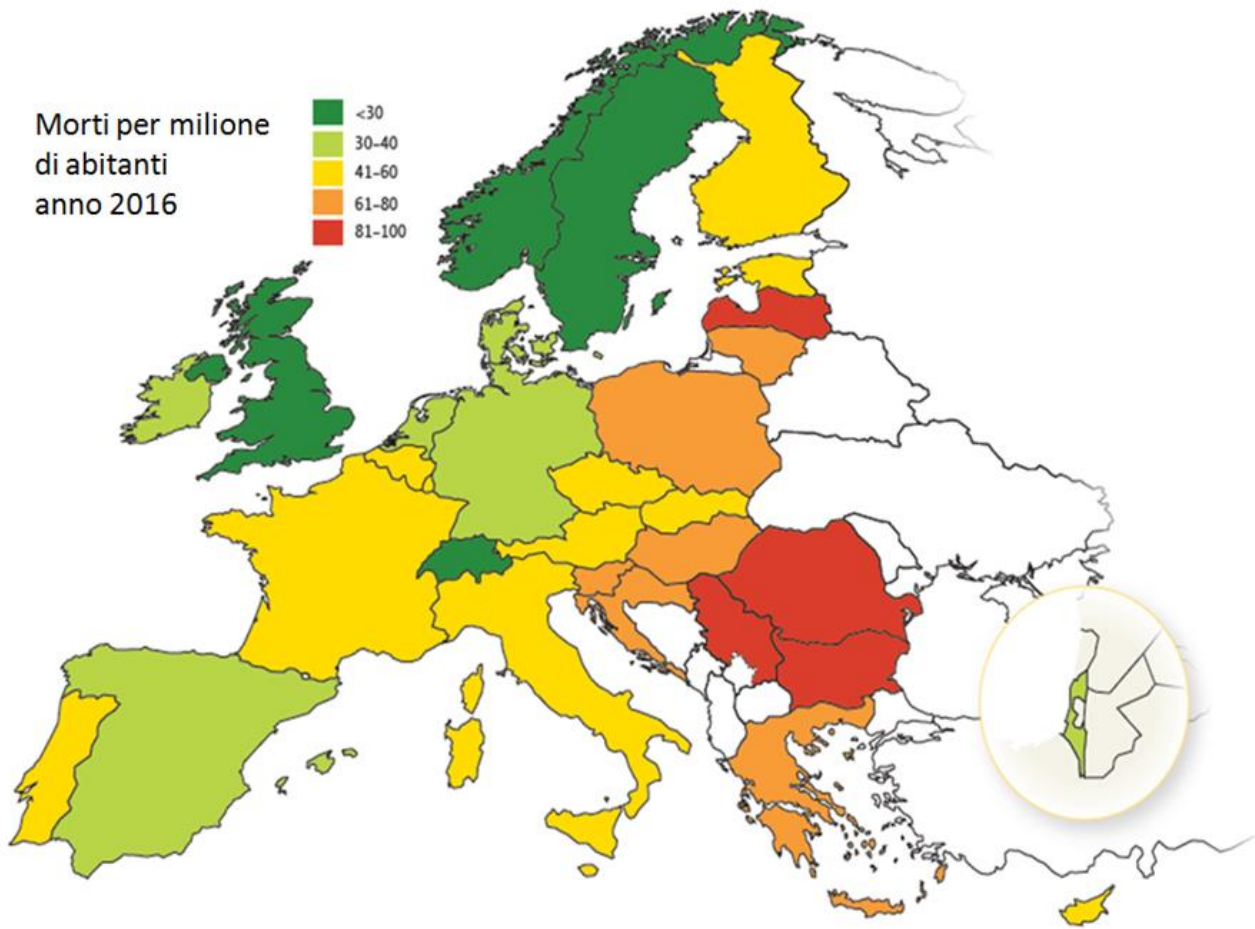 Morti per milione
di abitanti
anno 2016
<30
30–40
41–60
61–80
81–100